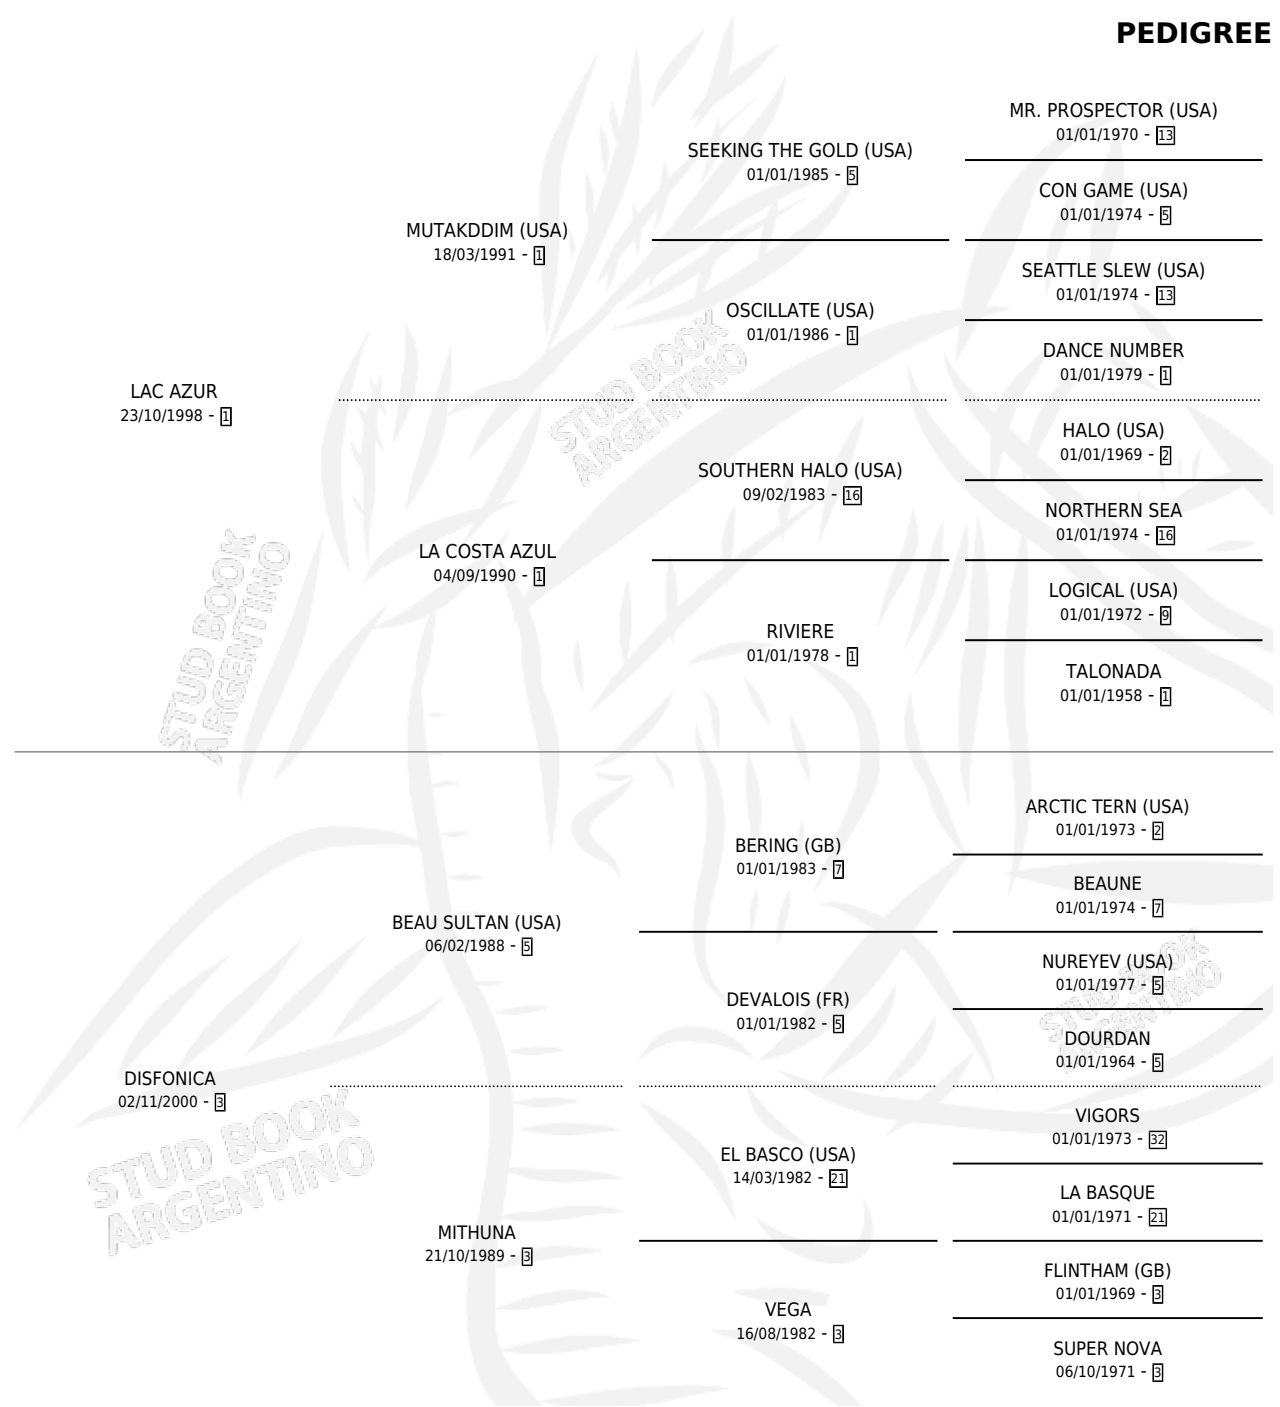 PEDIGREE
MR. PROSPECTOR (USA)
01/01/1970 - 13
SEEKING THE GOLD (USA)
01/01/1985 - 5
CON GAME (USA)
01/01/1974 - 5
MUTAKDDIM (USA)
18/03/1991 - 1
SEATTLE SLEW (USA)
01/01/1974 - 13
OSCILLATE (USA)
01/01/1986 - 1
DANCE NUMBER
01/01/1979 - 1
LAC AZUR
23/10/1998 - 1
HALO (USA)
01/01/1969 - 2
SOUTHERN HALO (USA)
09/02/1983 - 16
NORTHERN SEA
01/01/1974 - 16
LA COSTA AZUL
04/09/1990 - 1
LOGICAL (USA)
01/01/1972 - 9
RIVIERE
01/01/1978 - 1
TALONADA
01/01/1958 - 1
ARCTIC TERN (USA)
01/01/1973 - 2
BERING (GB)
01/01/1983 - 7
BEAUNE
01/01/1974 - 7
BEAU SULTAN (USA)
06/02/1988 - 5
NUREYEV (USA)
01/01/1977 - 5
DEVALOIS (FR)
01/01/1982 - 5
DOURDAN
01/01/1964 - 5
DISFONICA
02/11/2000 - 3
VIGORS
01/01/1973 - 32
EL BASCO (USA)
14/03/1982 - 21
LA BASQUE
01/01/1971 - 21
MITHUNA
21/10/1989 - 3
FLINTHAM (GB)
01/01/1969 - 3
VEGA
16/08/1982 - 3
SUPER NOVA
06/10/1971 - 3
STUD BOOK
ARGENTINO
STUD BOOK
ARGENTINO
STUD BOOK
ARGENTINO
STUD BOOK
ARGENTINO